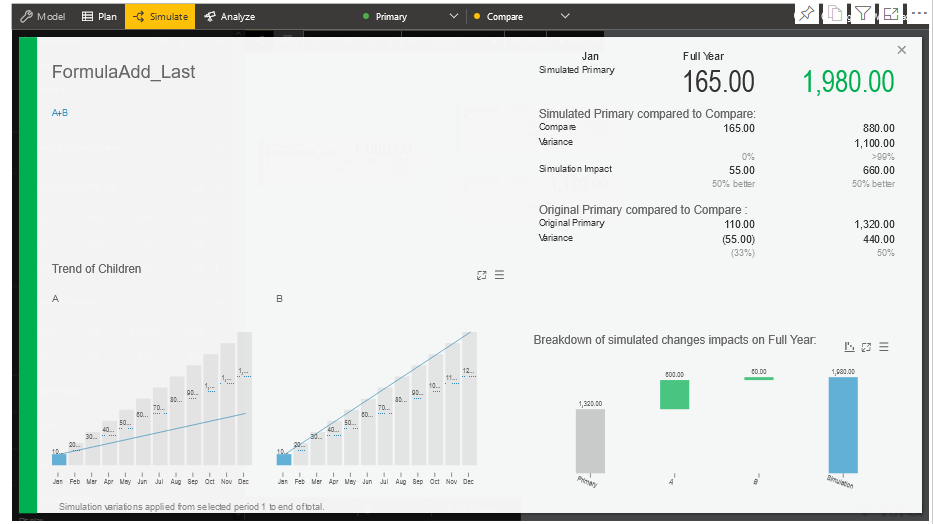 Model Plan Simulate Analyze Primary Compare
FormulaAdd_Last
A+B
Jan Full Year
Simulated Primary 165.00 1,980.00
Simulated Primary compared to Compare:
Compare 165.00 880.00
Variance 1,100.00
0% >99%
Simulation Impact 55.00 660.00
50% better 50% better
Original Primary compared to Compare :
Original Primary 110.00 1,320.00
Variance (55.00) 440.00
(33%) 50%
Trend of Children
A B
10... 20... 30... 40... 50... 60... 70... 80... 90... 1,... 1,... 1,...
10... 20... 30... 40... 50... 60... 70... 80... 90... 10... 11... 12...
Jan Feb Mar Apr May Jun Jul Aug Sep Oct Nov Dec
Jan Feb Mar Apr May Jun Jul Aug Sep Oct Nov Dec
Breakdown of simulated changes impacts on Full Year:
1,320.00 600.00 60.00 1,980.00
Primary A B Simulation
Simulation variations applied from selected period 1 to end of total.